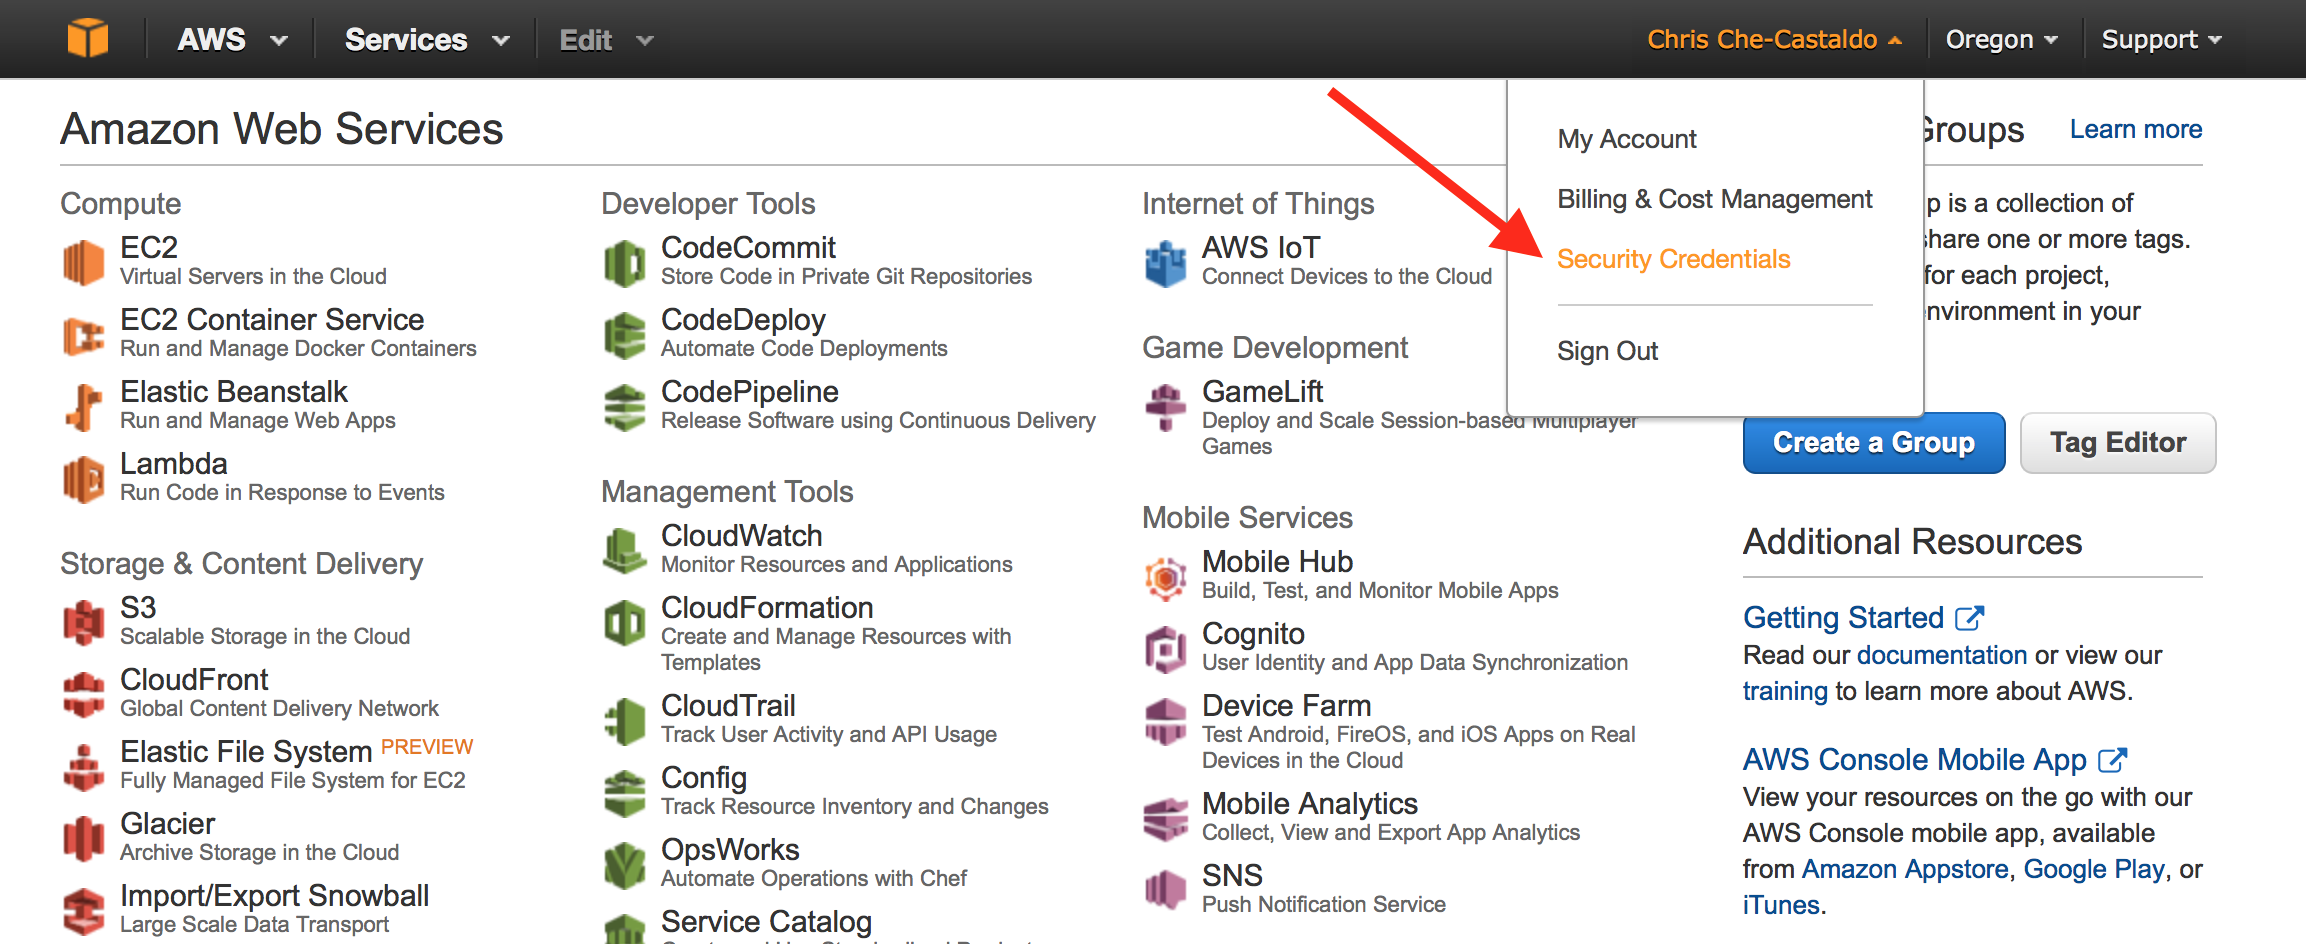 AWS
Services
Edit
Chris Che-Castaldo
Oregon
Support
My Account
Billing & Cost Management
Security Credentials
Sign Out
Amazon Web Services
Compute
EC2
Virtual Servers in the Cloud
EC2 Container Service
Run and Manage Docker Containers
Elastic Beanstalk
Run and Manage Web Apps
Lambda
Run Code in Response to Events
Storage & Content Delivery
S3
Scalable Storage in the Cloud
CloudFront
Global Content Delivery Network
Elastic File System PREVIEW
Fully Managed File System for EC2
Glacier
Archive Storage in the Cloud
Import/Export Snowball
Large Scale Data Transport
Developer Tools
CodeCommit
Store Code in Private Git Repositories
CodeDeploy
Automate Code Deployments
CodePipeline
Release Software using Continuous Delivery
Management Tools
CloudWatch
Monitor Resources and Applications
CloudFormation
Create and Manage Resources with
Templates
CloudTrail
Track User Activity and API Usage
Config
Track Resource Inventory and Changes
OpsWorks
Automate Operations with Chef
Service Catalog
Internet of Things
AWS IoT
Connect Devices to the Cloud
Game Development
GameLift
Deploy and Scale Session-based Multiplayer
Games
Mobile Services
Mobile Hub
Build, Test, and Monitor Mobile Apps
Cognito
User Identity and App Data Synchronization
Device Farm
Test Android, FireOS, and iOS Apps on Real
Devices in the Cloud
Mobile Analytics
Collect, View and Export App Analytics
SNS
Push Notification Service
Groups
Learn more
p is a collection of
share one or more tags.
for each project,
nvironment in your
Create a Group
Tag Editor
Additional Resources
Getting Started
Read our documentation or view our
training to learn more about AWS.
AWS Console Mobile App
View your resources on the go with our
AWS Console mobile app, available
from Amazon Appstore, Google Play, or
iTunes.